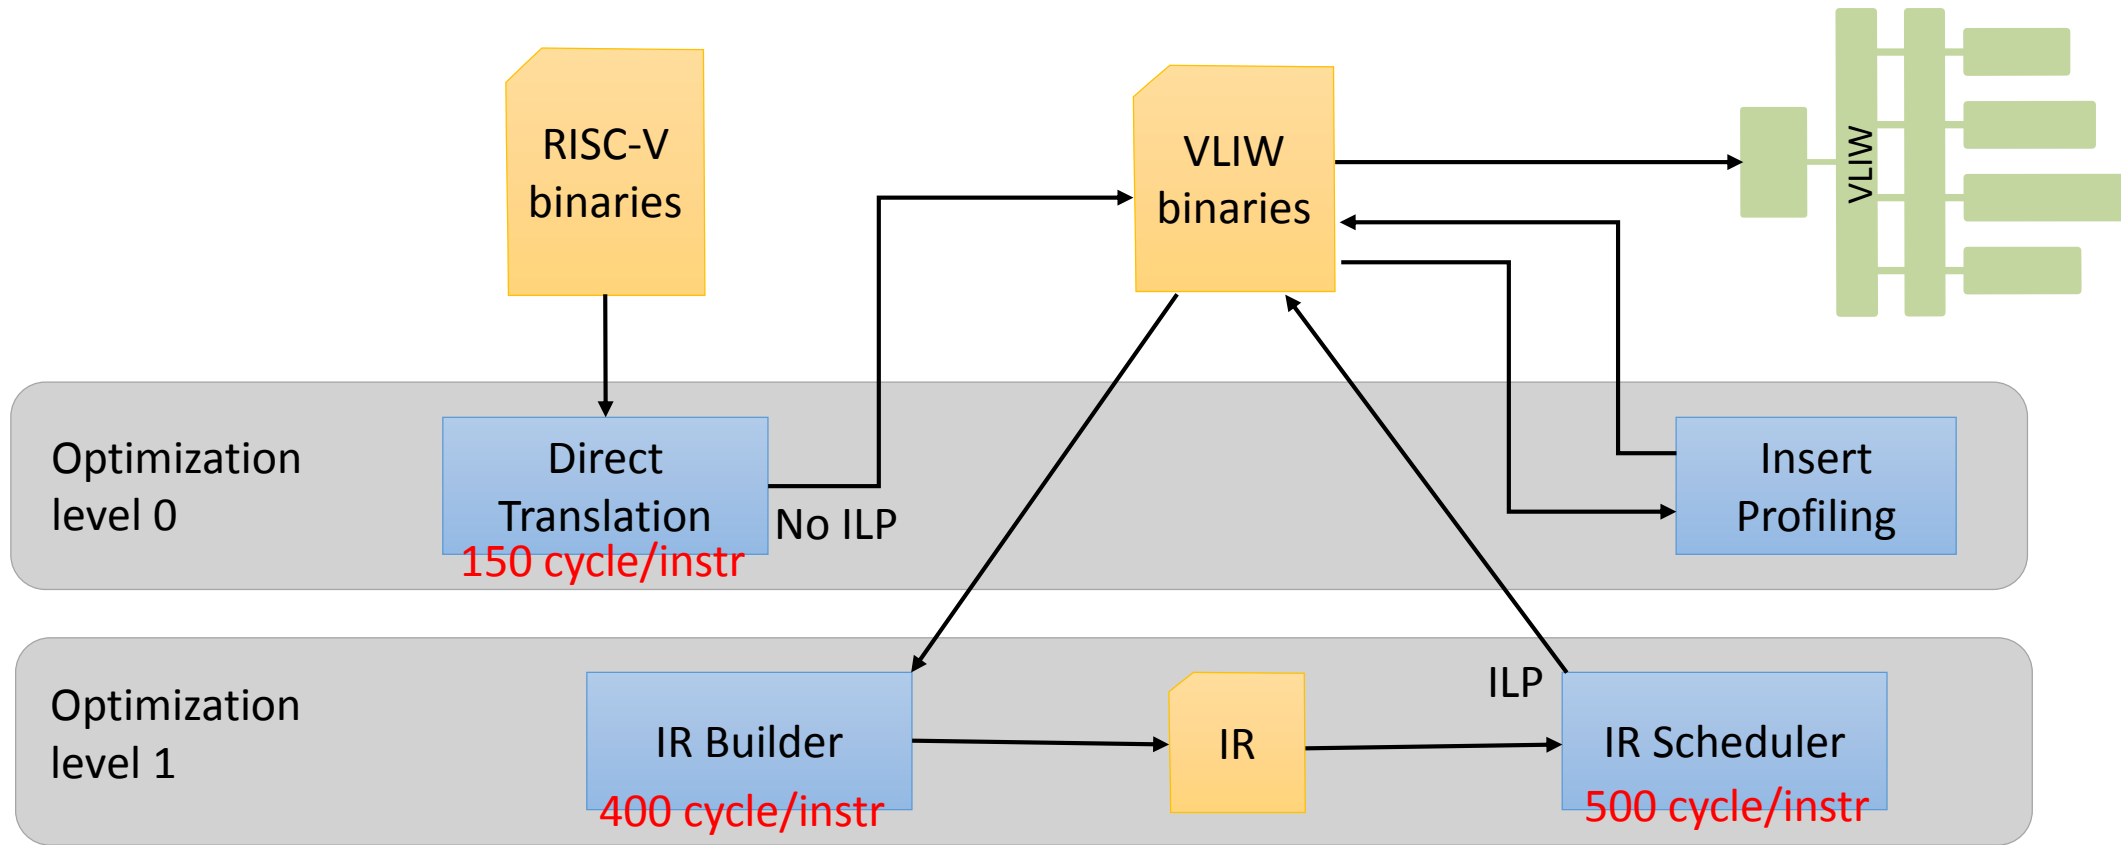 RISC-V
binaries
VLIW
binaries
VLIW
Optimization
level 0
Direct
Translation
150 cycle/instr
No ILP
Insert
Profiling
Optimization
level 1
IR Builder
400 cycle/instr
IR
ILP
IR Scheduler
500 cycle/instr